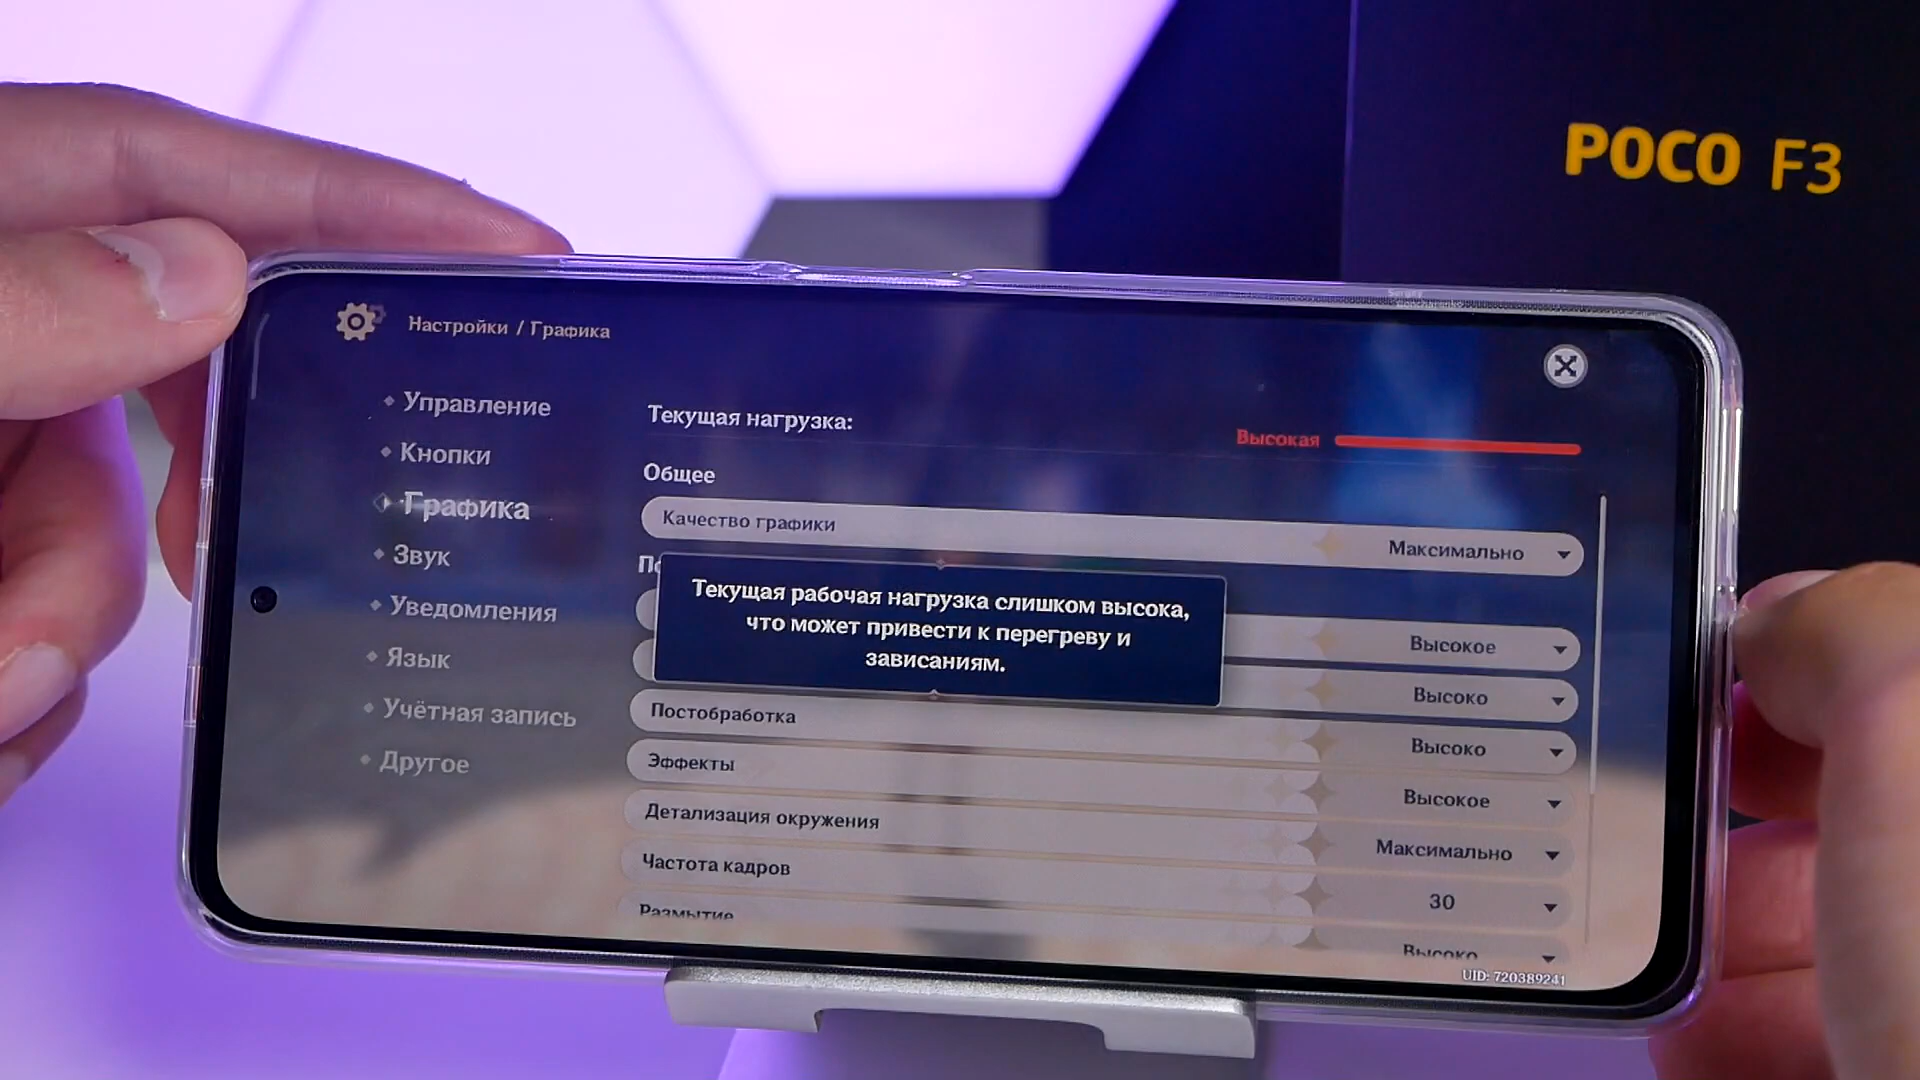 POCO F3
Настройки / Графика
Управление
Кнопки
Графика
Звук
Уведомления
Язык
Учётная запись
Другое
Текущая нагрузка:
Высокая
Общее
Качество графики
Максимально
Текущая рабочая нагрузка слишком высока,
что может привести к перегреву и
зависаниям.
Высокое
Высоко
Постобработка
Высоко
Эффекты
Высокое
Детализация окружения
Максимально
Частота кадров
30
Размытие
Высоко
UID: 720389241